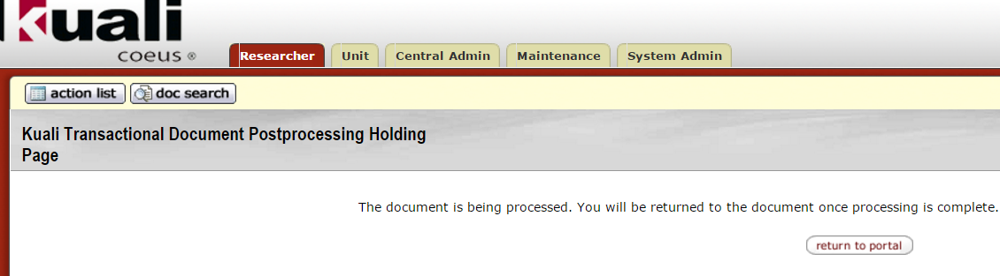 Kuali
coeus ®
Researcher Unit Central Admin Maintenance System Admin
action list doc search
Kuali Transactional Document Postprocessing Holding
Page
The document is being processed. You will be returned to the document once processing is complete.
return to portal